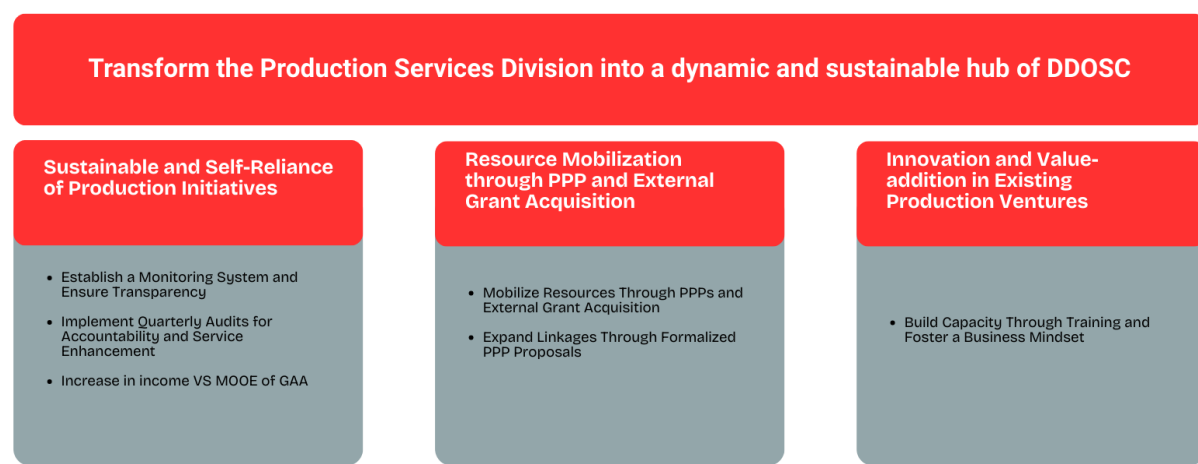 Transform the Production Services Division into a dynamic and sustainable hub of DDOSC
Sustainable and Self-Reliance
of Production Initiatives
• Establish a Monitoring System and
Ensure Transparency
• Implement Quarterly Audits for
Accountability and Service
Enhancement
• Increase in income VS MOOE of GAA
Resource Mobilization
through PPP and External
Grant Acquisition
• Mobilize Resources Through PPPs and
External Grant Acquisition
• Expand Linkages Through Formalized
PPP Proposals
Innovation and Value-
addition in Existing
Production Ventures
• Build Capacity Through Training and
Foster a Business Mindset